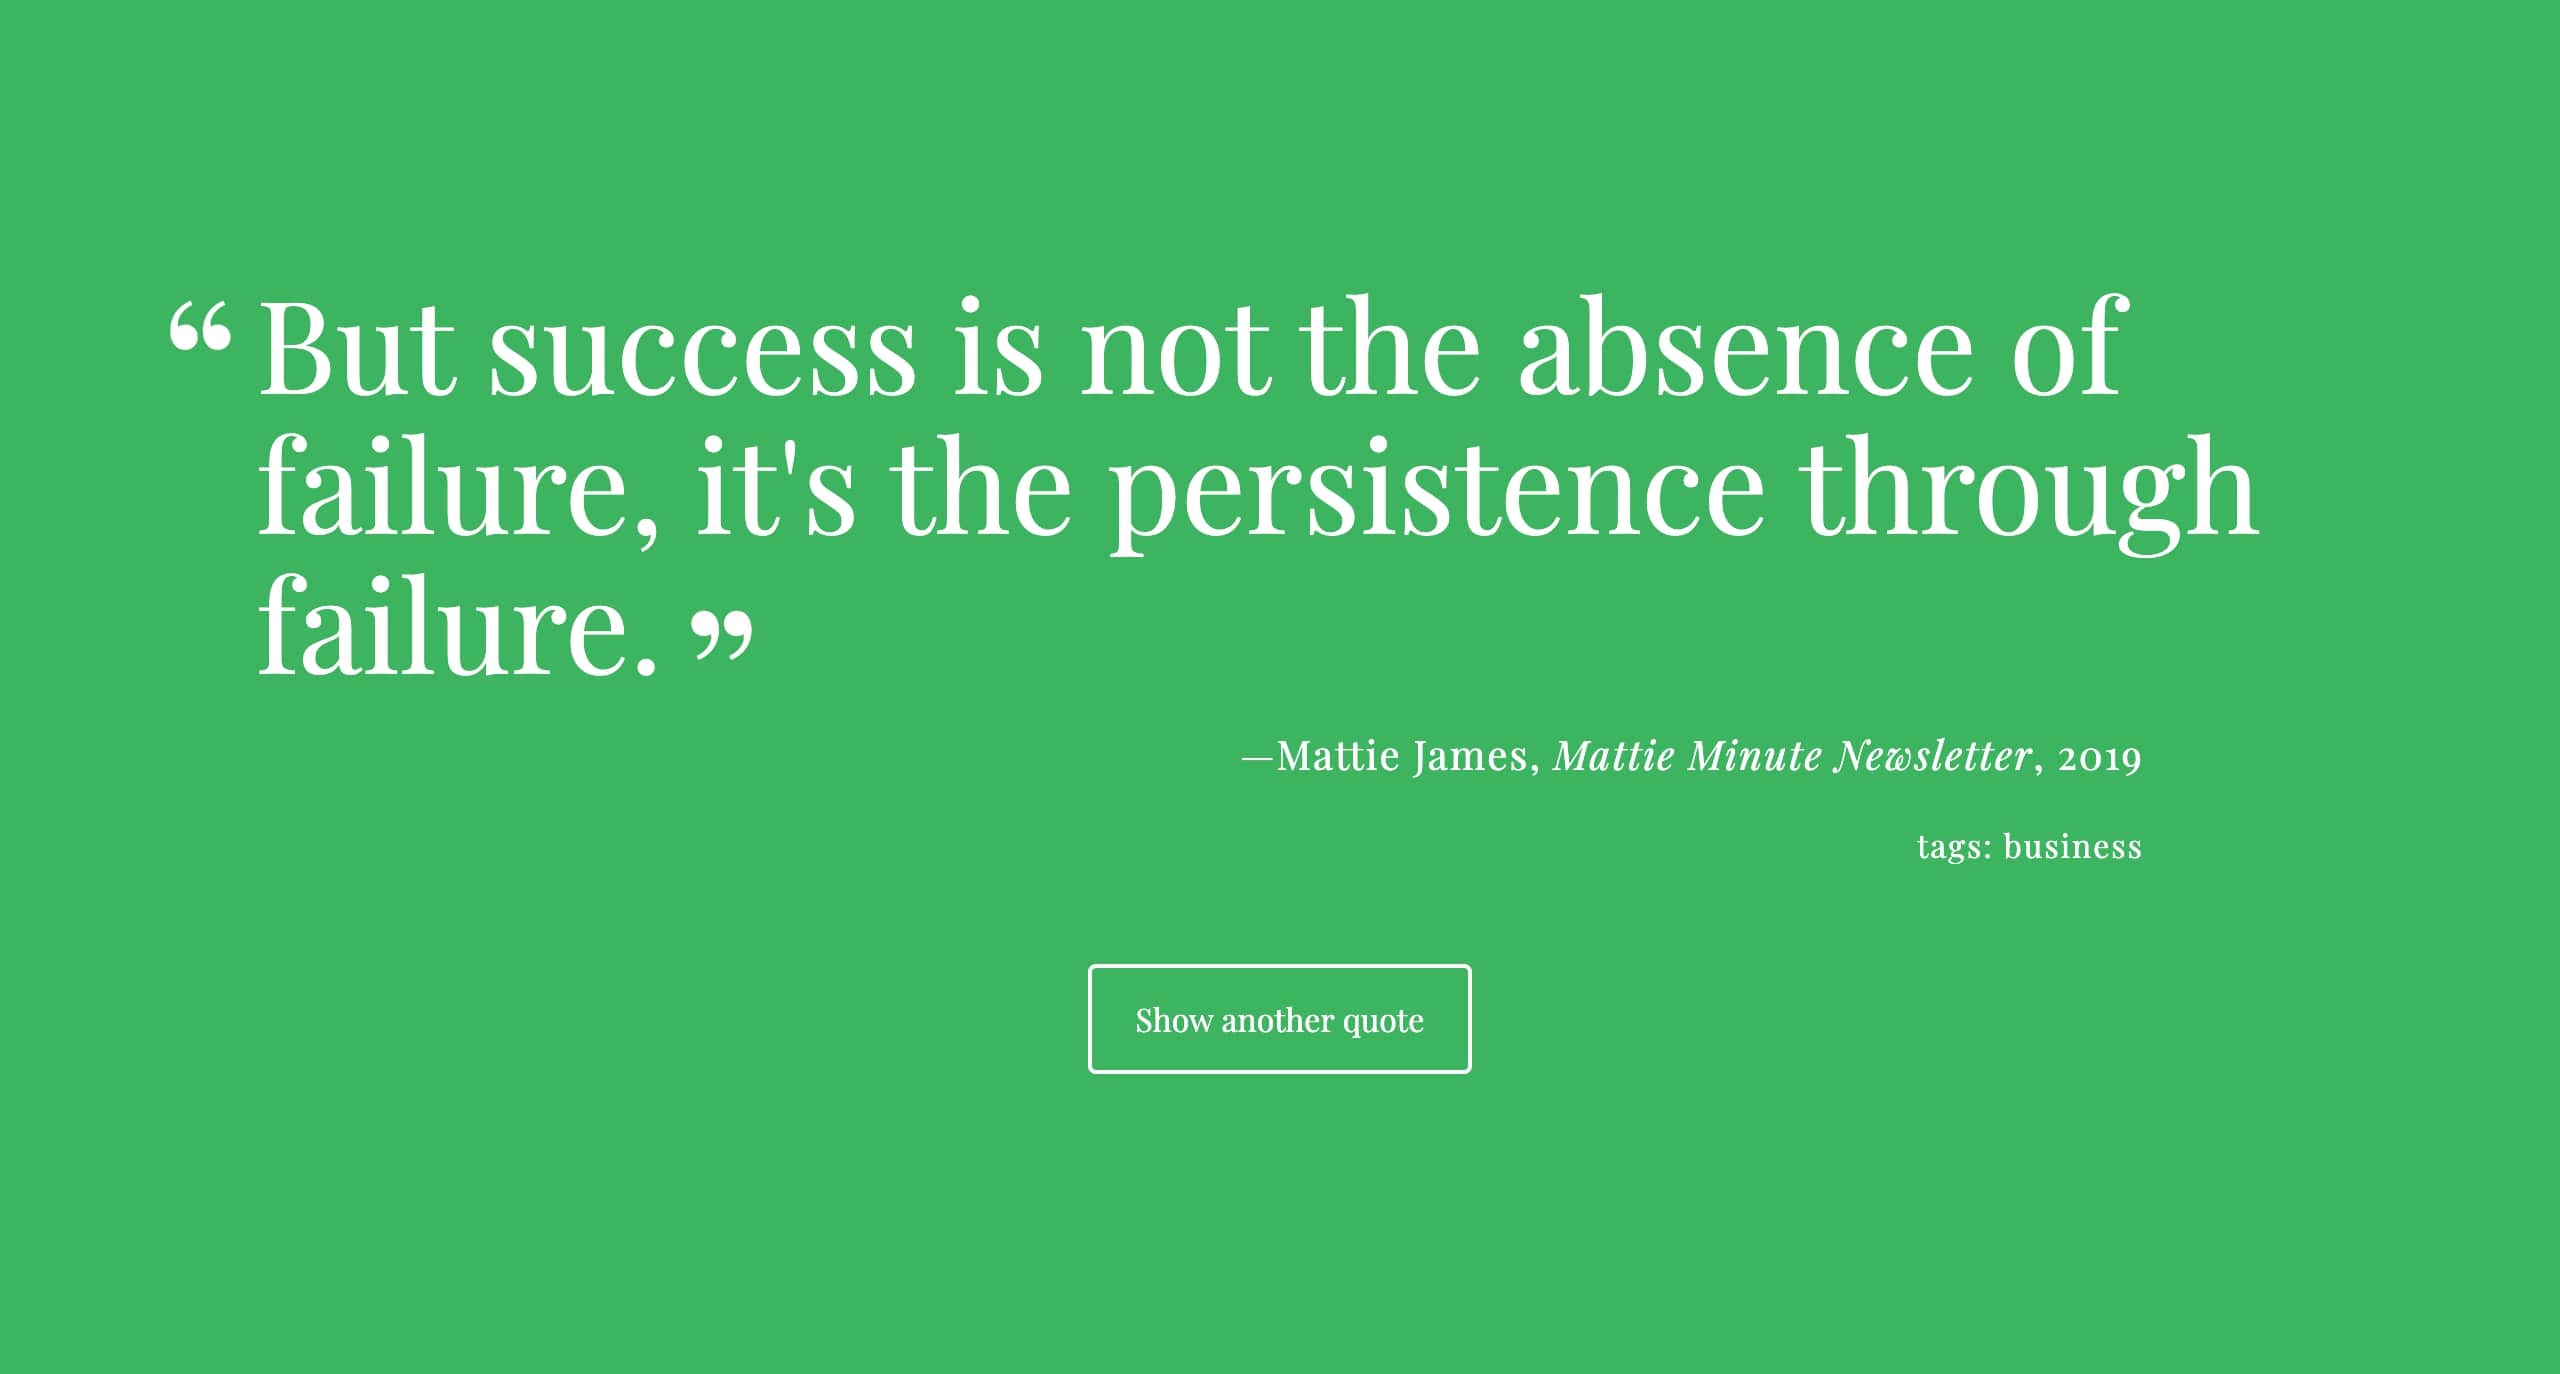 “But success is not the absence of
failure, it's the persistence through
failure. ”
—Mattie James, Mattie Minute Newsletter, 2019
tags: business
Show another quote